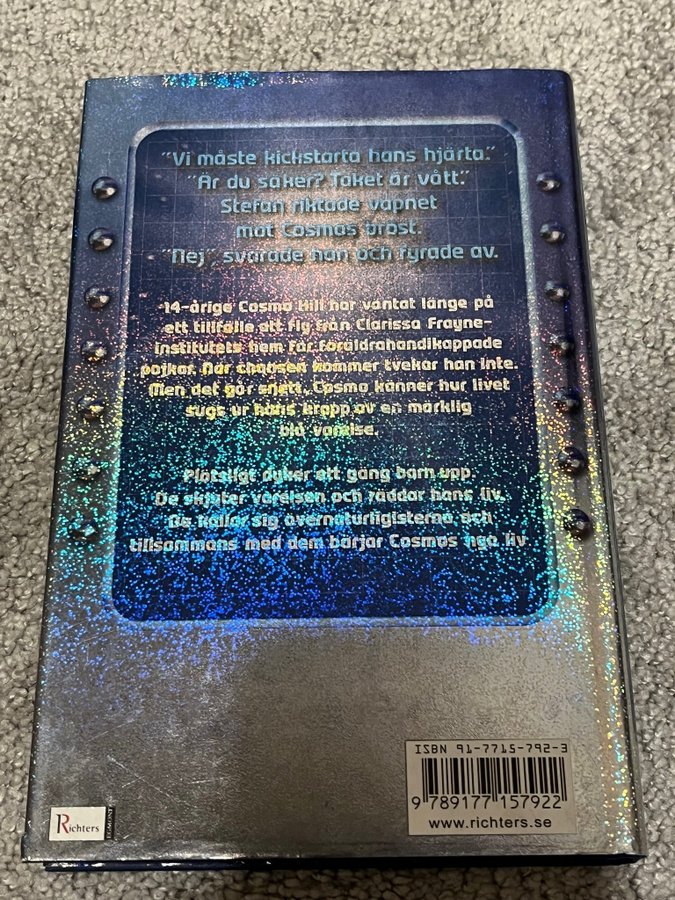 "Vi måste kickstarta hans hjärta."
"Är du säker? Taket är vått."
Stefan riktade vapnet
mot Cosmos bröst.
"Nej" svarade han och fyrade av.
14-årige Cosmo Hill har väntat länge på
ett tillfälle att fly från Clarissa Frayne-
institutets hem för föräldrahandikappade
pojkar. När chansen kommer tvekar han inte.
Men det går snett. Cosmo känner hur livet
sugs ur hans kropp av en märklig
blå varelse.
Plötsligt dyker ett gäng barn upp.
De skjuter varelsen och räddar hans liv.
De kallar sig övernaturligisterna och
tillsammans med dem börjar Cosmos nya liv
ISBN 91-7715-792-3
9 789177 157922
www.richters.se
Richters
EGMONT